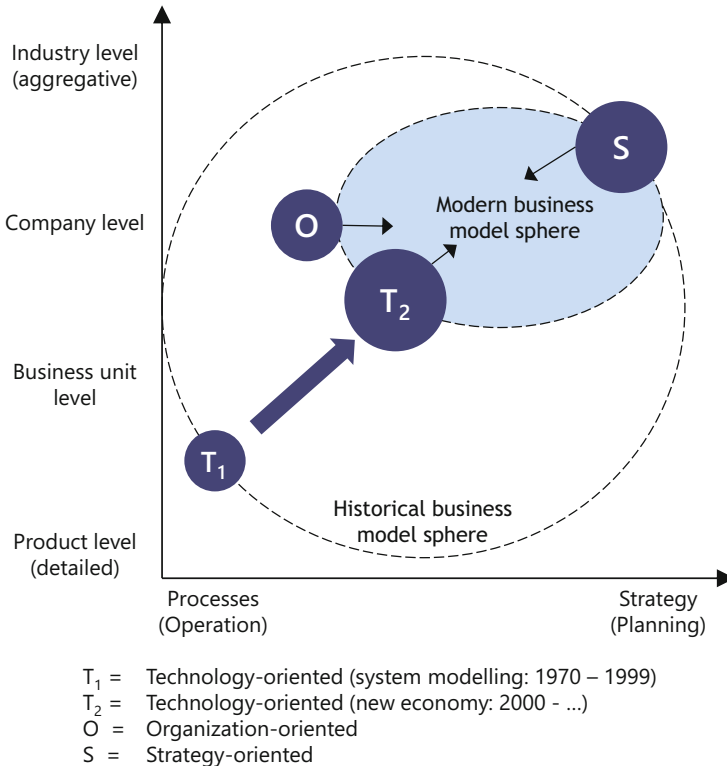 Industry level
(aggregative)
S
Company level
O
Modern business
model sphere
T₂
Business unit
level
T₁
Historical business
model sphere
Product level
(detailed)
Processes
(Operation)
Strategy
(Planning)
T₁ = Technology-oriented (system modelling: 1970 – 1999)
T₂ = Technology-oriented (new economy: 2000 - ...)
O = Organization-oriented
S = Strategy-oriented